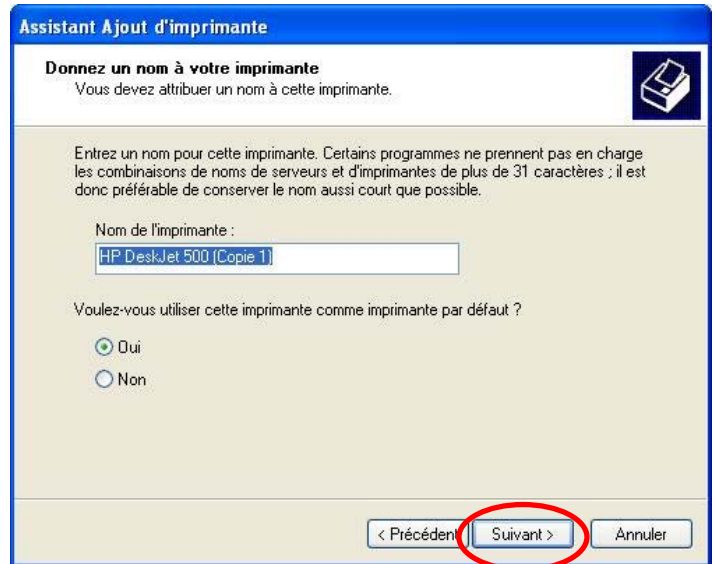 Assistant Ajout d'imprimante
Donnez un nom à votre imprimante
Vous devez attribuer un nom à cette imprimante.
Entrez un nom pour cette imprimante. Certains programmes ne prennent pas en charge
les combinaisons de noms de serveurs et d'imprimantes de plus de 31 caractères ; il est
donc préférable de conserver le nom aussi court que possible.
Nom de l'imprimante :
HP DeskJet 500 (Copie 1)
Voulez-vous utiliser cette imprimante comme imprimante par défaut ?
Oui
Non
< Précédent Suivant > Annuler